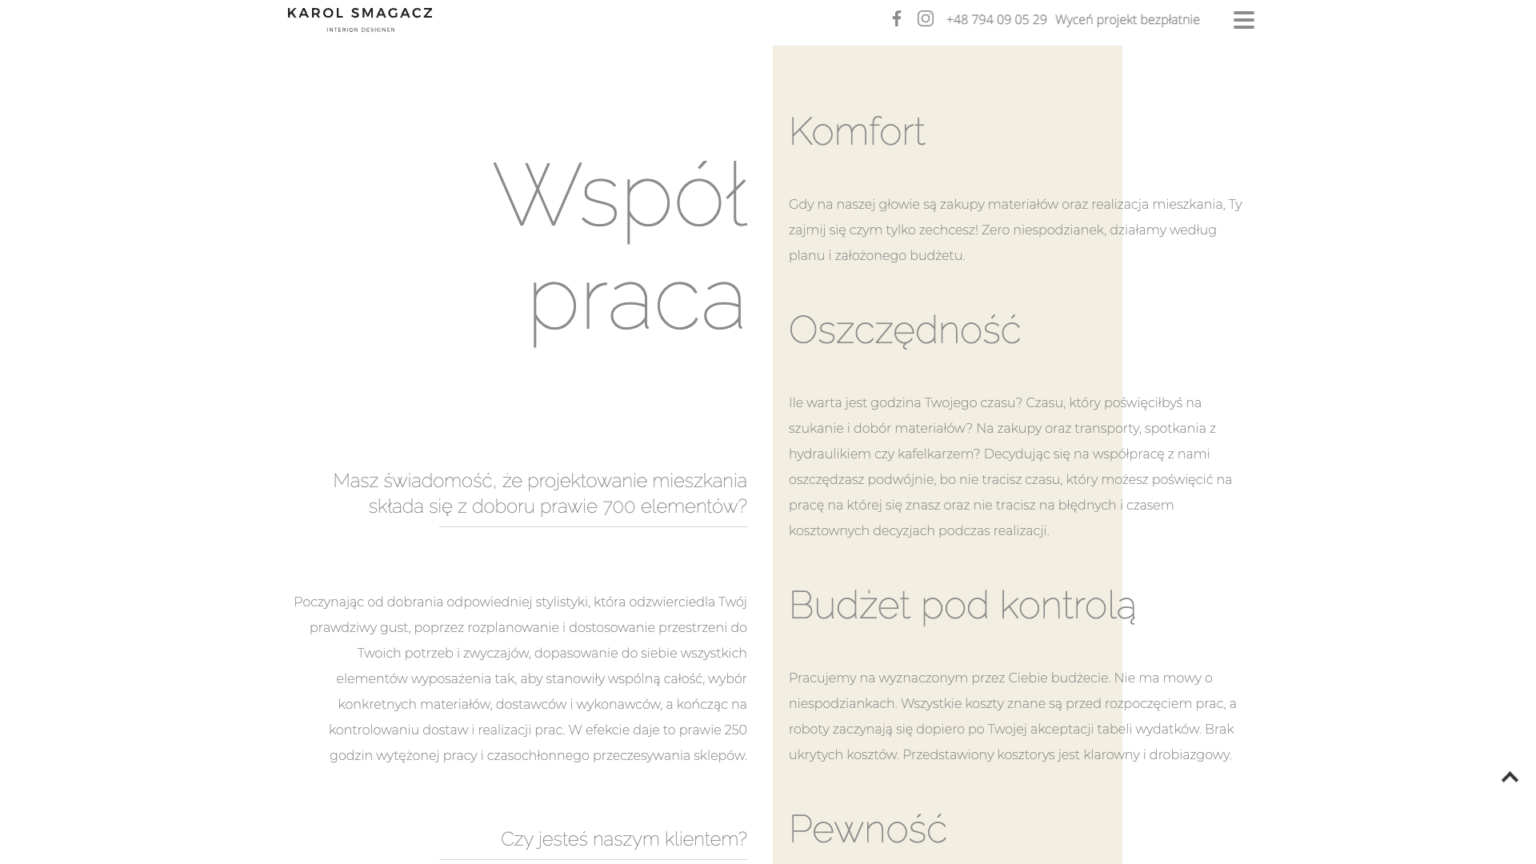 KAROL SMAGACZ
INTERIOR DESIGNER
+48 794 09 05 29 Wyceń projekt bezpłatnie
Współ
praca
Masz świadomość, że projektowanie mieszkania
składa się z doboru prawie 700 elementów?
Poczynając od dobrania odpowiedniej stylistyki, która odzwierciedla Twój
prawdziwy gust, poprzez rozplanowanie i dostosowanie przestrzeni do
Twoich potrzeb i zwyczajów, dopasowanie do siebie wszystkich
elementów wyposażenia tak, aby stanowiły wspólną całość, wybór
konkretnych materiałów, dostawców i wykonawców, a kończąc na
kontrolowaniu dostaw i realizacji prac. W efekcie daje to prawie 250
godzin wytężonej pracy i czasochłonnego przeczesywania sklepów.
Czy jesteś naszym klientem?
Komfort
Gdy na naszej głowie są zakupy materiałów oraz realizacja mieszkania, Ty
zajmij się czym tylko zechcesz! Zero niespodzianek, działamy według
planu i założonego budżetu.
Oszczędność
Ile warta jest godzina Twojego czasu? Czasu, który poświęciłbyś na
szukanie i dobór materiałów? Na zakupy oraz transporty, spotkania z
hydraulikiem czy kafelkarzem? Decydując się na współpracę z nami
oszczędzasz podwójnie, bo nie tracisz czasu, który możesz poświęcić na
pracę na której się znasz oraz nie tracisz na błędnych i czasem
kosztownych decyzjach podczas realizacji.
Budżet pod kontrolą
Pracujemy na wyznaczonym przez Ciebie budżecie. Nie ma mowy o
niespodziankach. Wszystkie koszty znane są przed rozpoczęciem prac, a
roboty zaczynają się dopiero po Twojej akceptacji tabeli wydatków. Brak
ukrytych kosztów. Przedstawiony kosztorys jest klarowny i drobiazgowy.
Pewność